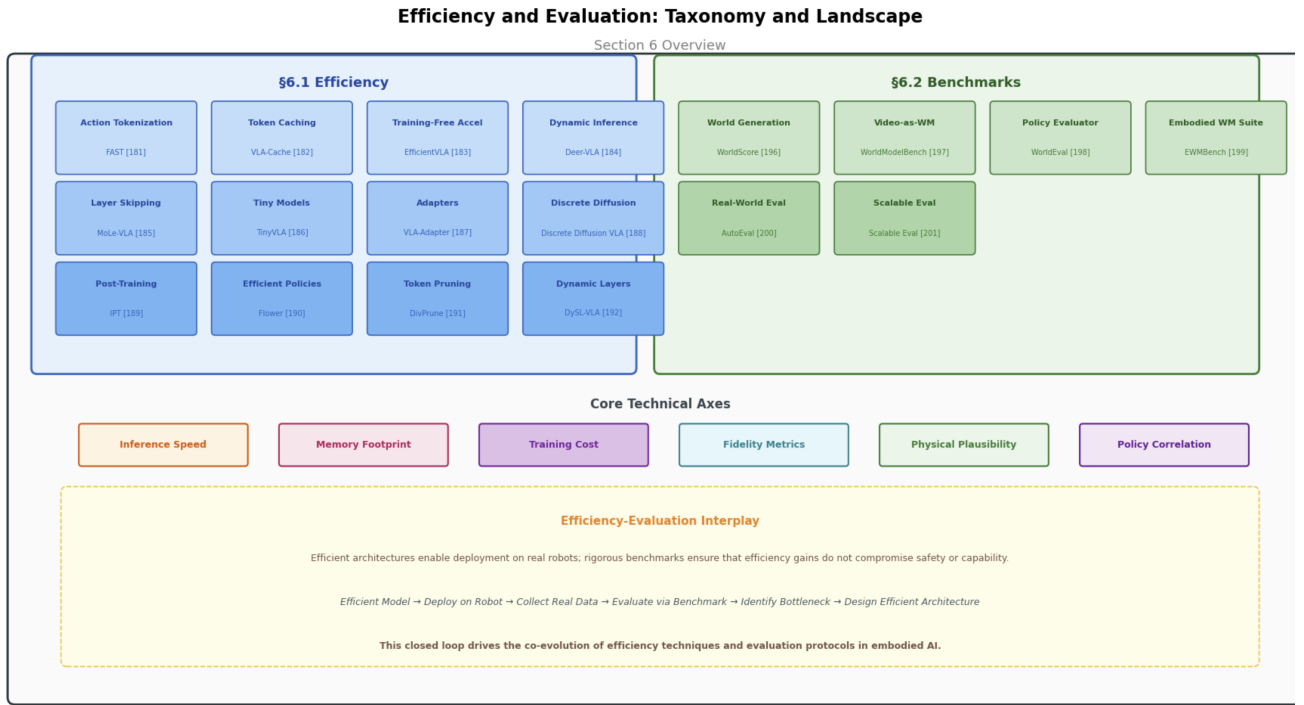 Efficiency and Evaluation: Taxonomy and Landscape
Section 6 Overview
§6.1 Efficiency
Action Tokenization
FAST [181]
Token Caching
VLA-Cache [182]
Training-Free Accel
EfficientVLA [183]
Dynamic Inference
Deer-VLA [184]
Layer Skipping
MoLe-VLA [185]
Tiny Models
TinyVLA [186]
Adapters
VLA-Adapter [187]
Discrete Diffusion
Discrete Diffusion VLA [188]
Post-Training
IPT [189]
Efficient Policies
Flower [190]
Token Pruning
DivPrune [191]
Dynamic Layers
DySL-VLA [192]
§6.2 Benchmarks
World Generation
WorldScore [196]
Video-as-WM
WorldModelBench [197]
Policy Evaluator
WorldEval [198]
Embodied WM Suite
EWMBench [199]
Real-World Eval
AutoEval [200]
Scalable Eval
Scalable Eval [201]
Core Technical Axes
Inference Speed
Memory Footprint
Training Cost
Fidelity Metrics
Physical Plausibility
Policy Correlation
Efficiency-Evaluation Interplay
Efficient architectures enable deployment on real robots; rigorous benchmarks ensure that efficiency gains do not compromise safety or capability.
Efficient Model → Deploy on Robot → Collect Real Data → Evaluate via Benchmark → Identify Bottleneck → Design Efficient Architecture
This closed loop drives the co-evolution of efficiency techniques and evaluation protocols in embodied AI.